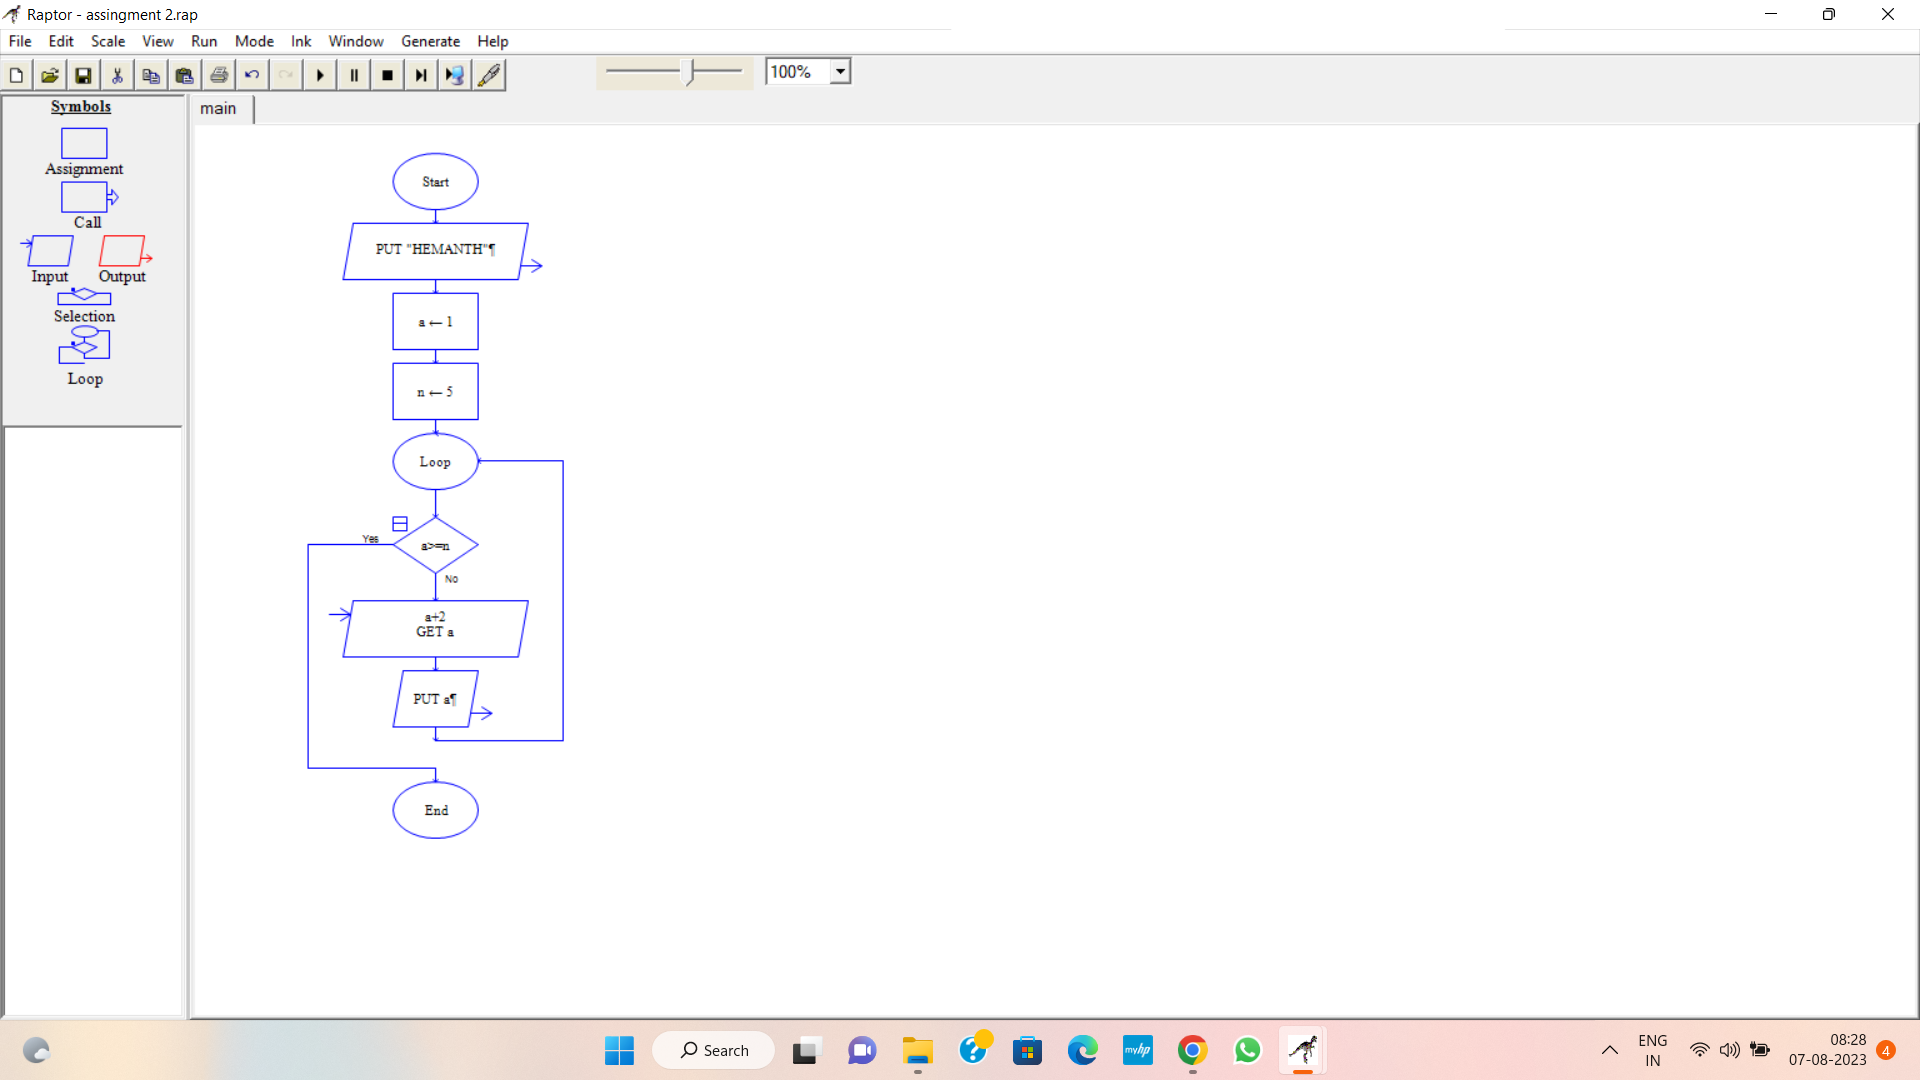 Raptor - assingment 2.rap
File Edit Scale View Run Mode Ink Window Generate Help
100%
Symbols
Assignment
Call
Input Output
Selection
Loop
main
Start
PUT "HEMANTH"¶
a ← 1
n ← 5
Loop
Yes
a>=n
No
a+2
GET a
PUT a¶
End
Search
myhp
ENG
IN
08:28
07-08-2023
4